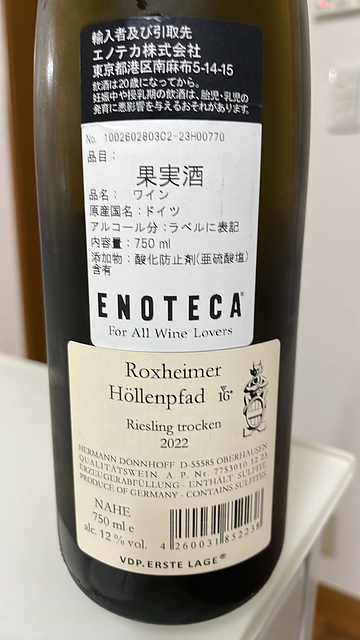 輸入者及び引取先
エノテカ株式会社
東京都港区南麻布5-14-15
飲酒は20歳になってから。
妊娠中や授乳期の飲酒は、胎児・乳児の
発育に悪影響を与えるおそれがあります。
No. 1002602803C2-23H00770
品目：
果実酒
品名： ワイン
原産国名：ドイツ
アルコール分：ラベルに表記
内容量：750 ml
添加物：酸化防止剤(亜硫酸塩)
含有
ENOTECA®
For All Wine Lovers
Roxheimer
Höllenpfad 16
Riesling trocken
2022
HERMANN DÖNNHOFF D-55585 OBERHAUSEN
QUALITÄTSWEIN A. P. Nr. 7753010 12 23
ERZEUGERABFÜLLUNG - ENTHÄLT SULFITE
PRODUCE OF GERMANY - CONTAINS SULFITES
NAHE
750 ml e
alc. 12 % vol.
4 260031 852238
VDP. ERSTE LAGE®